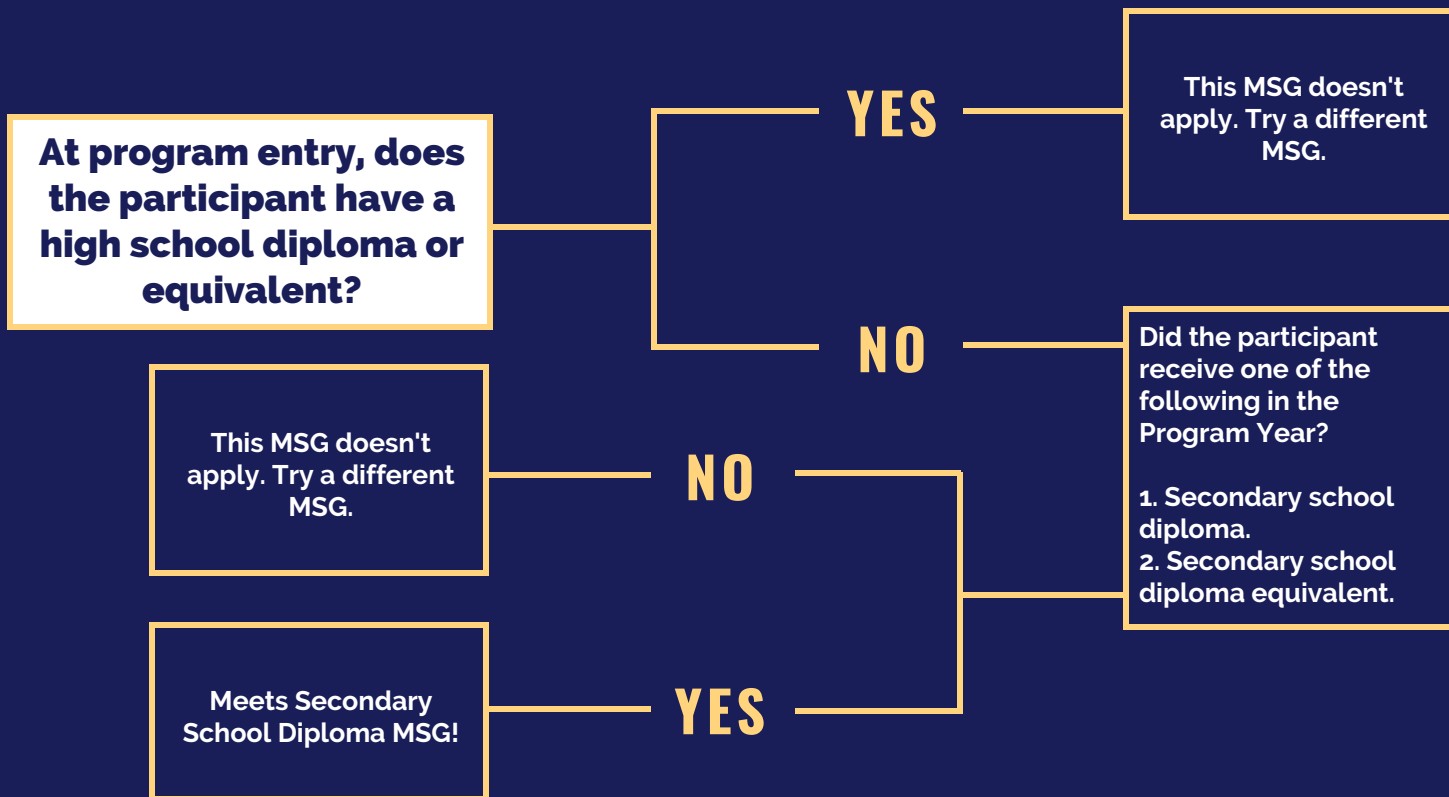 At program entry, does
the participant have a
high school diploma or
equivalent?
YES
This MSG doesn't
apply. Try a different
MSG.
NO
Did the participant
receive one of the
following in the
Program Year?
1. Secondary school
diploma.
2. Secondary school
diploma equivalent.
NO
This MSG doesn't
apply. Try a different
MSG.
YES
Meets Secondary
School Diploma MSG!